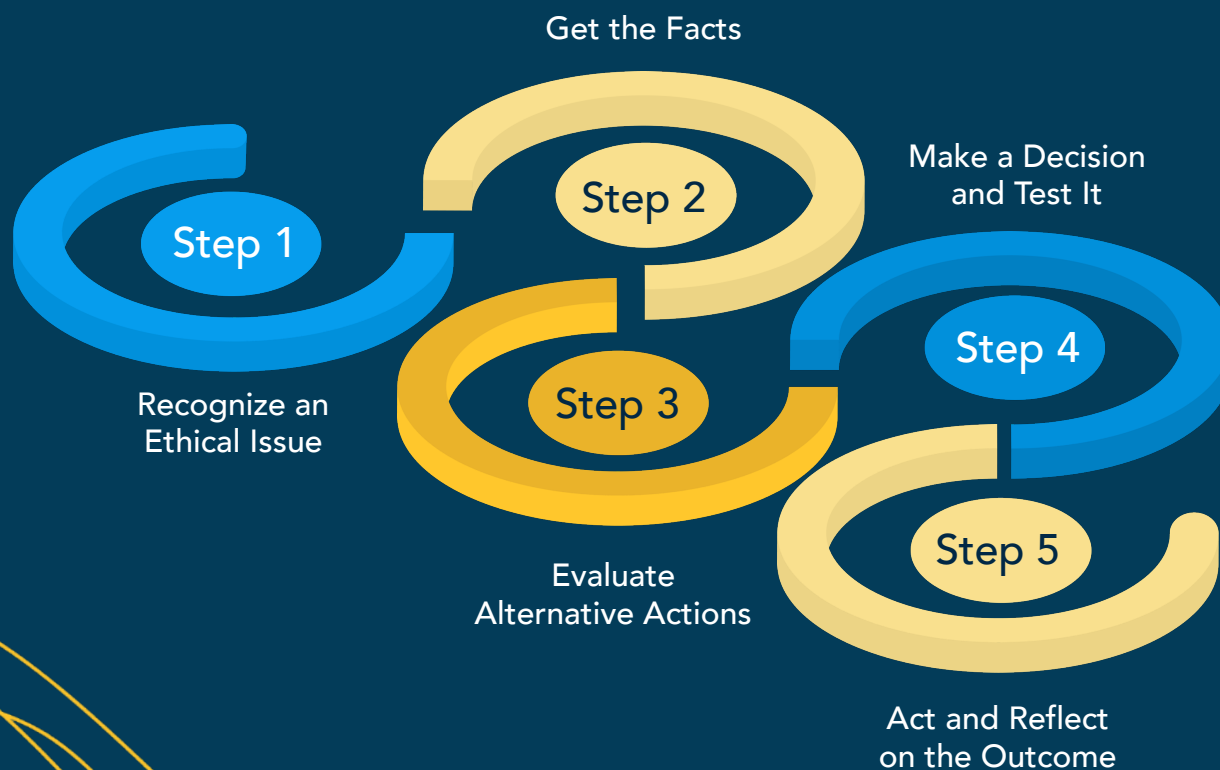 Get the Facts
Step 1
Recognize an
Ethical Issue
Step 2
Step 3
Evaluate
Alternative Actions
Make a Decision
and Test It
Step 4
Step 5
Act and Reflect
on the Outcome